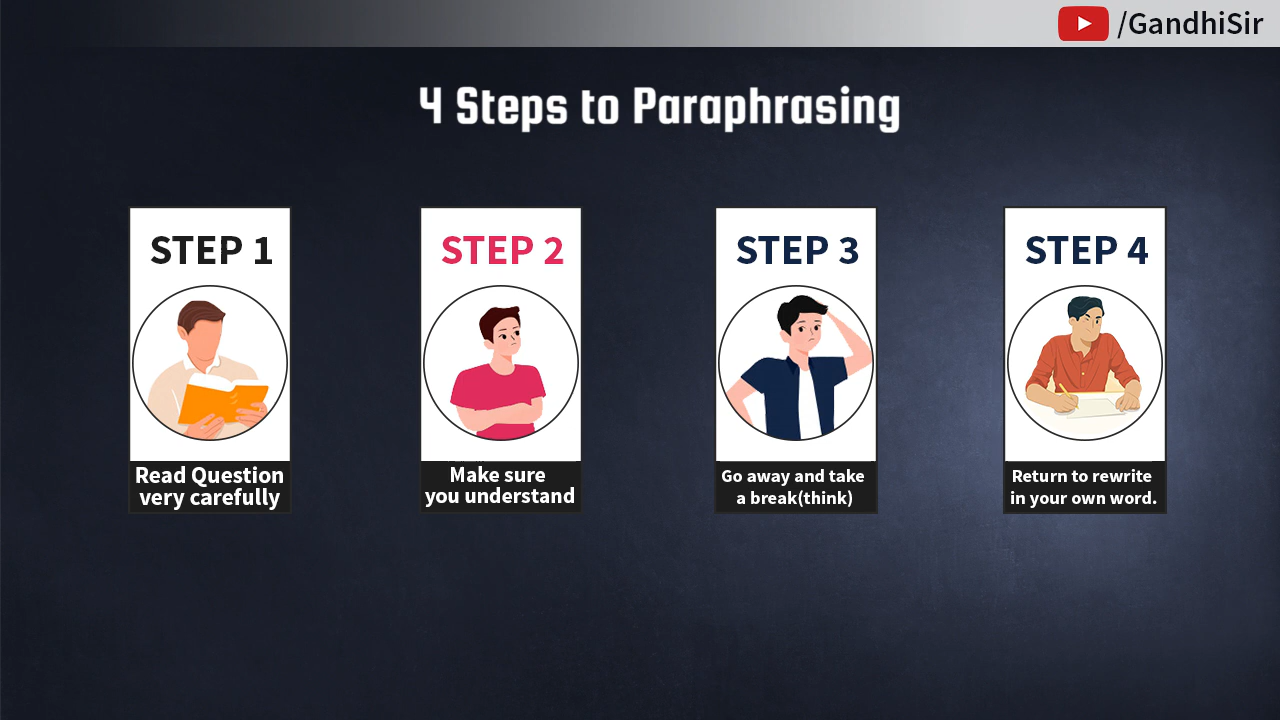 /GandhiSir
4 Steps to Paraphrasing
STEP 1
Read Question
very carefully
STEP 2
Make sure
you understand
STEP 3
Go away and take
a break(think)
STEP 4
Return to rewrite
in your own word.